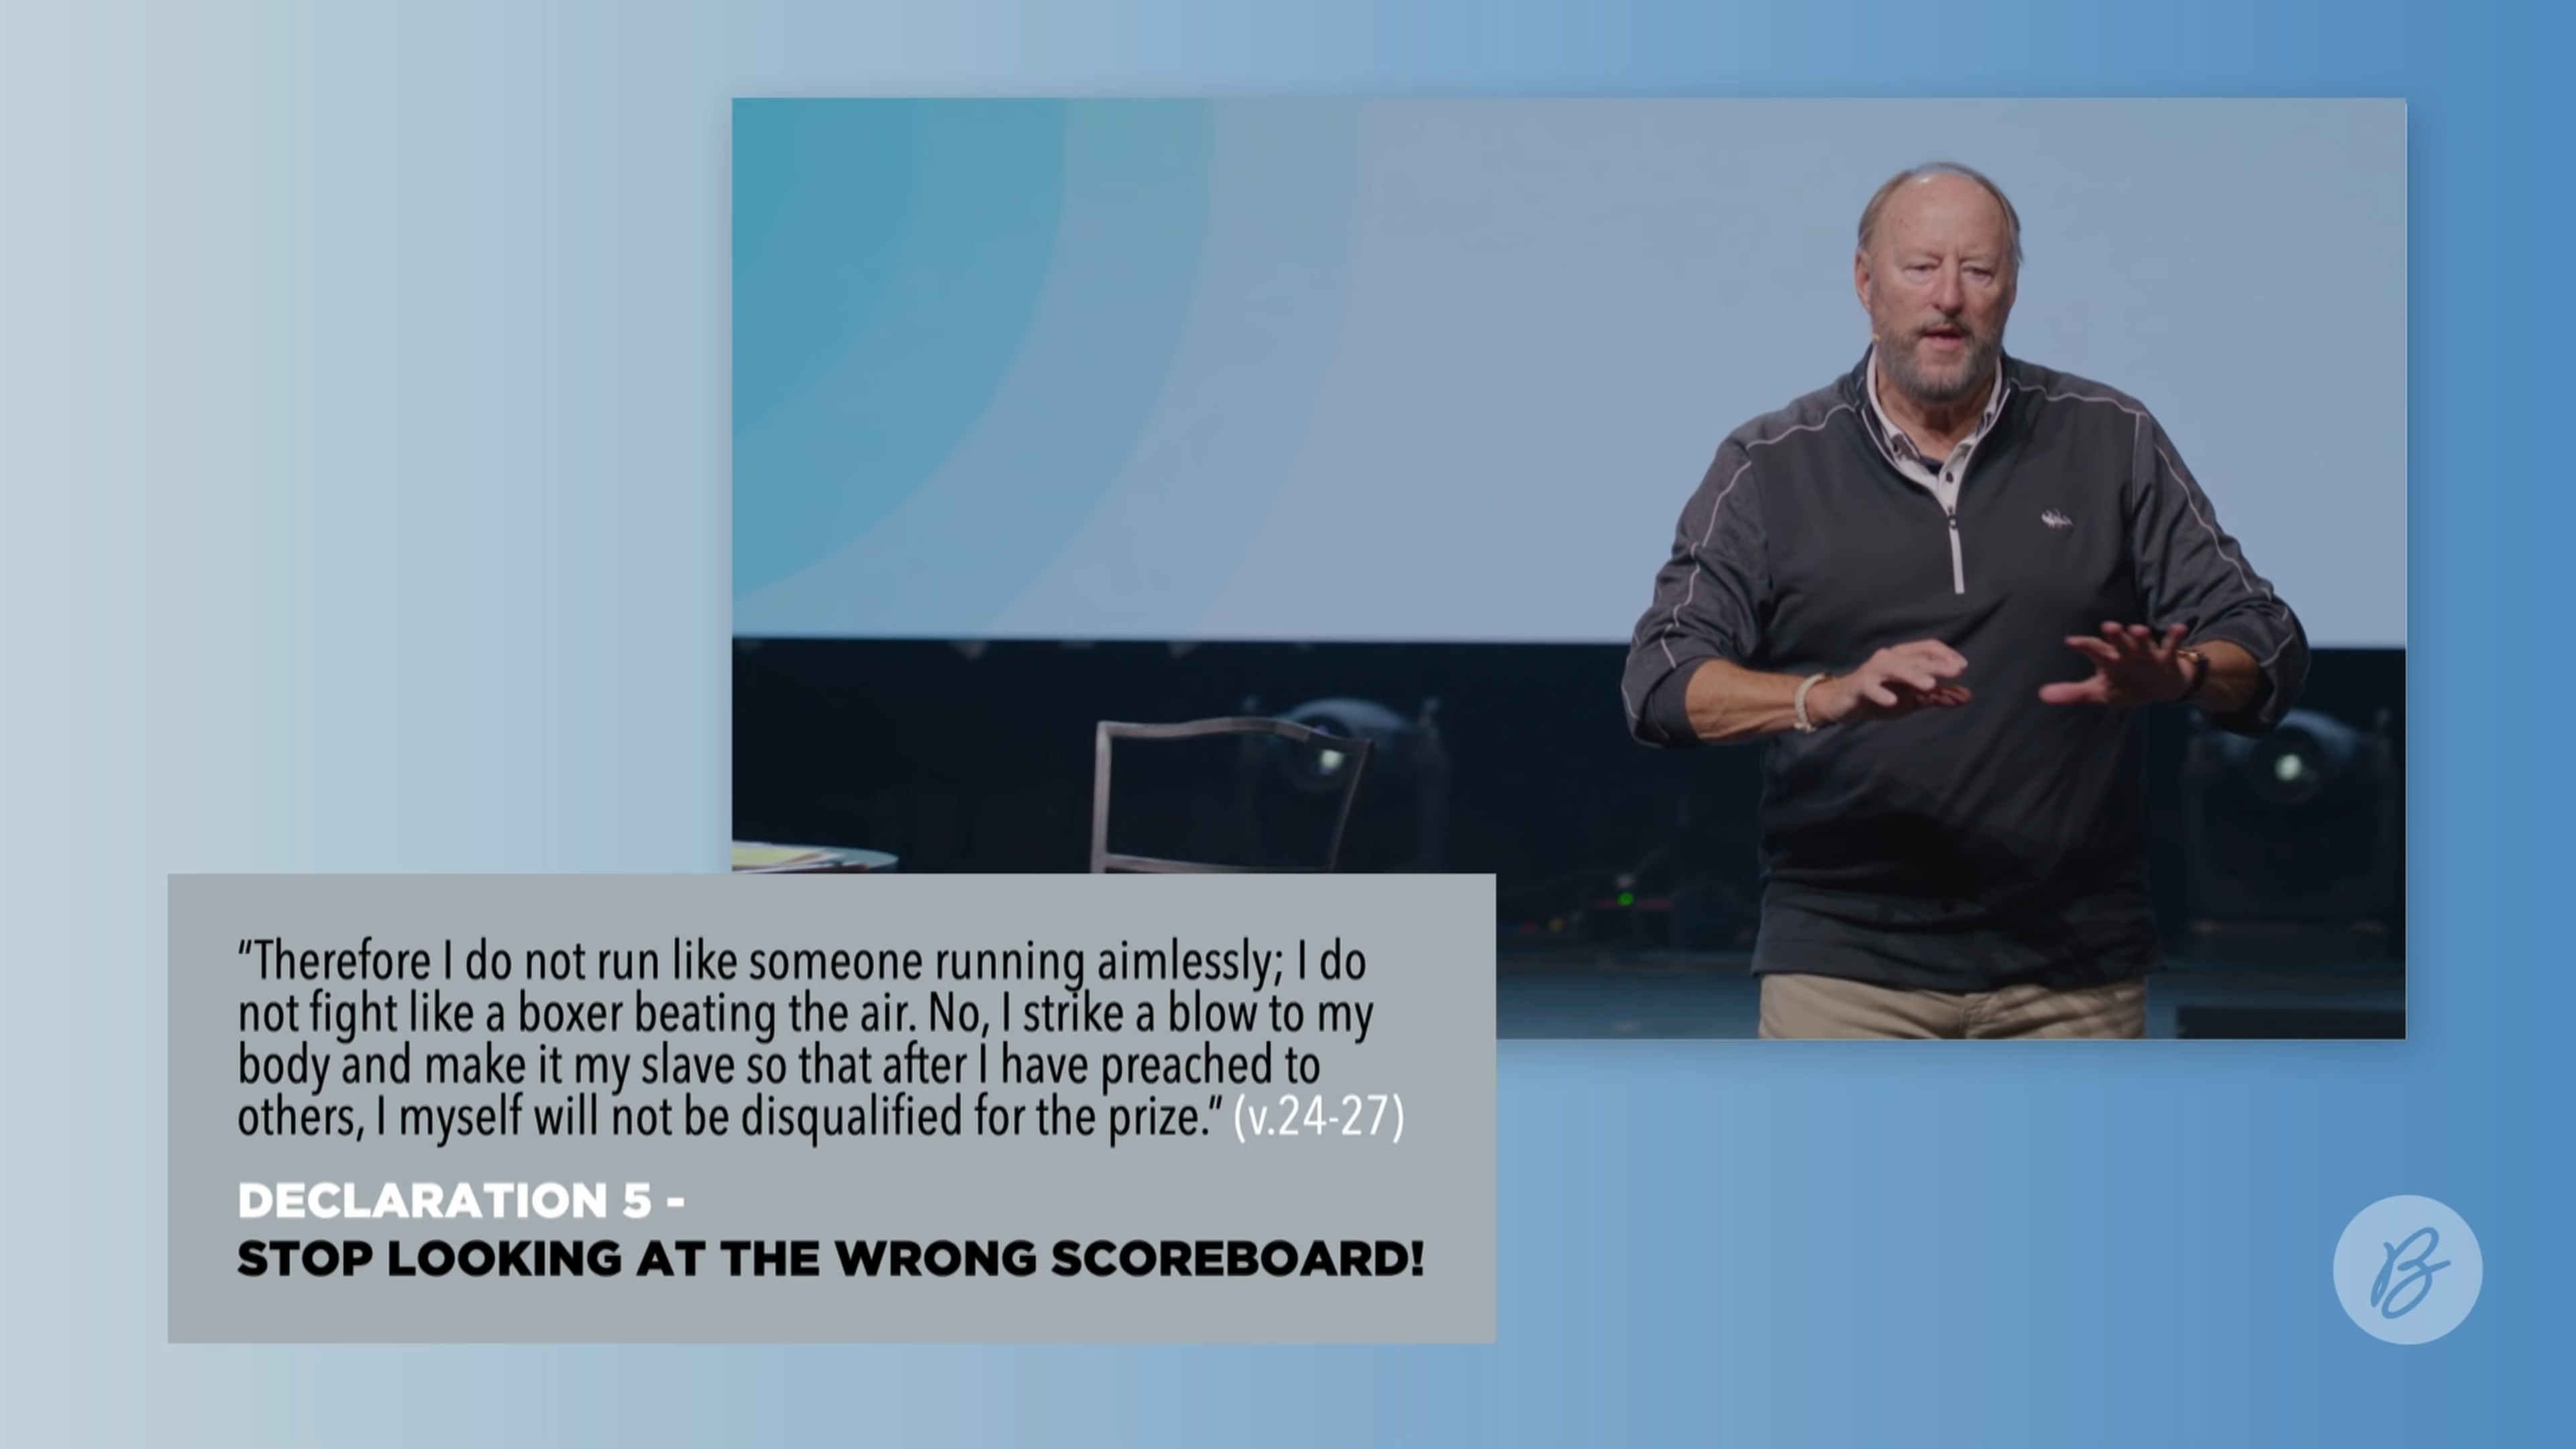 “Therefore I do not run like someone running aimlessly; I do
not fight like a boxer beating the air. No, I strike a blow to my
body and make it my slave so that after I have preached to
others, I myself will not be disqualified for the prize.” (v.24-27)
DECLARATION 5 -
STOP LOOKING AT THE WRONG SCOREBOARD!
B